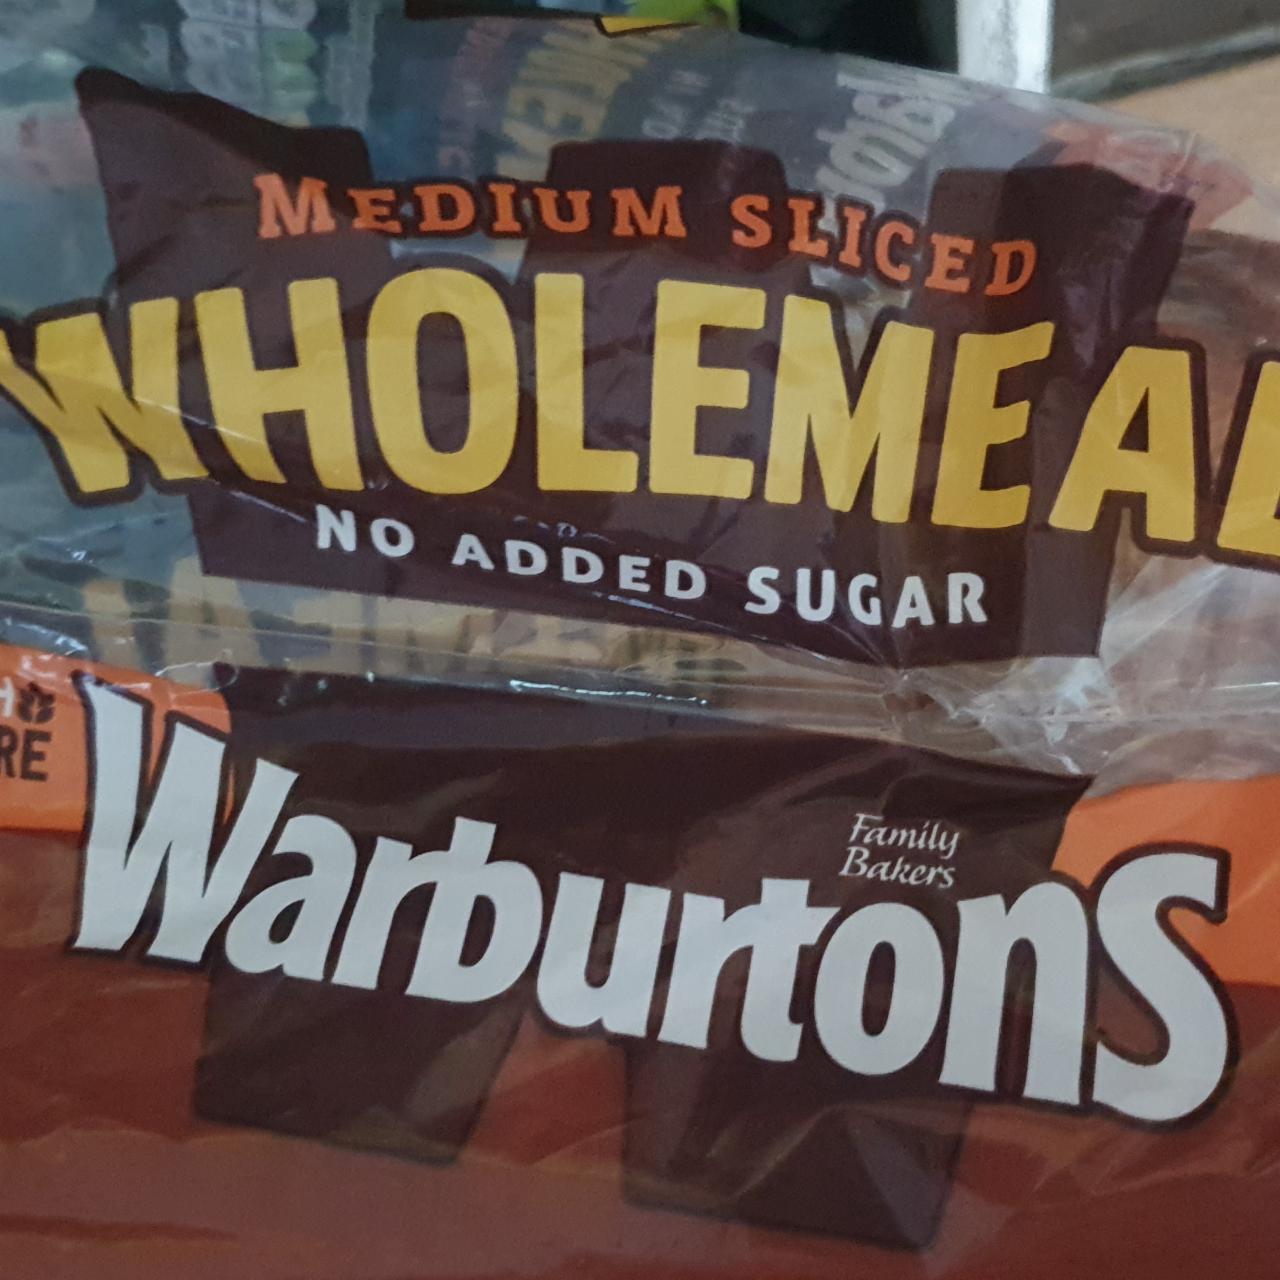 MEDIUM SLICED
WHOLEMEAL
NO ADDED SUGAR
Warburtons
Family
Bakers